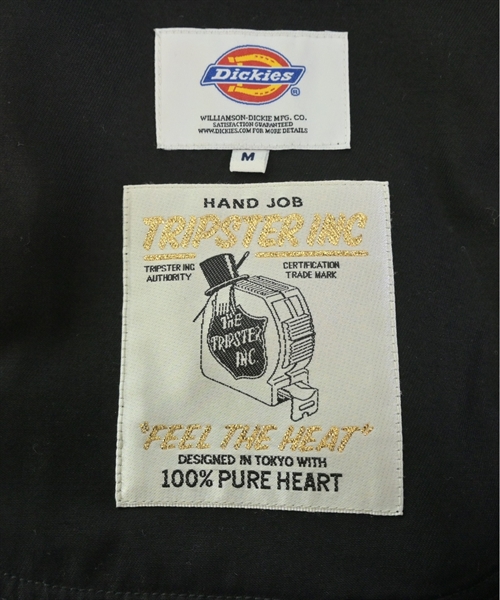 Dickies
®
WILLIAMSON-DICKIE MFG. CO.
SATISFACTION GUARANTEED
WWW.DICKIES.COM FOR MORE DETAILS
M
HAND JOB
TRIPSTER INC
TRIPSTER INC
AUTHORITY
CERTIFICATION
TRADE MARK
THE
TRIPSTER
INC.
"FEEL THE HEAT"
DESIGNED IN TOKYO WITH
100% PURE HEART